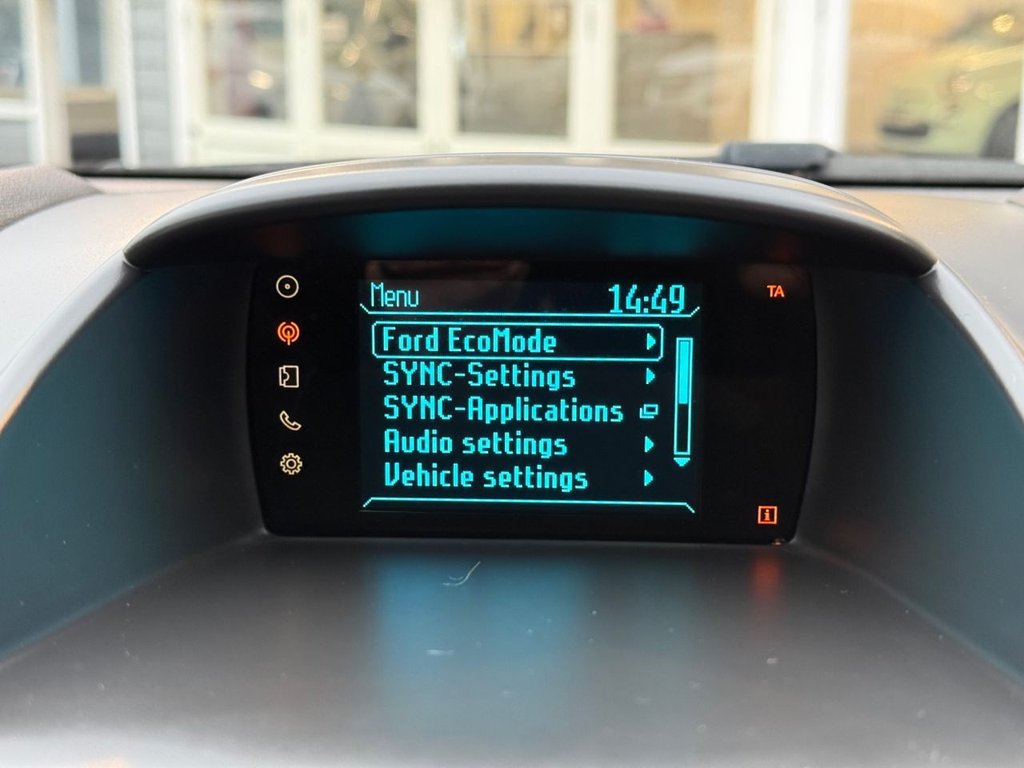 Menu 14:49 TA
Ford EcoMode
SYNC-Settings
SYNC-Applications
Audio settings
Vehicle settings
i